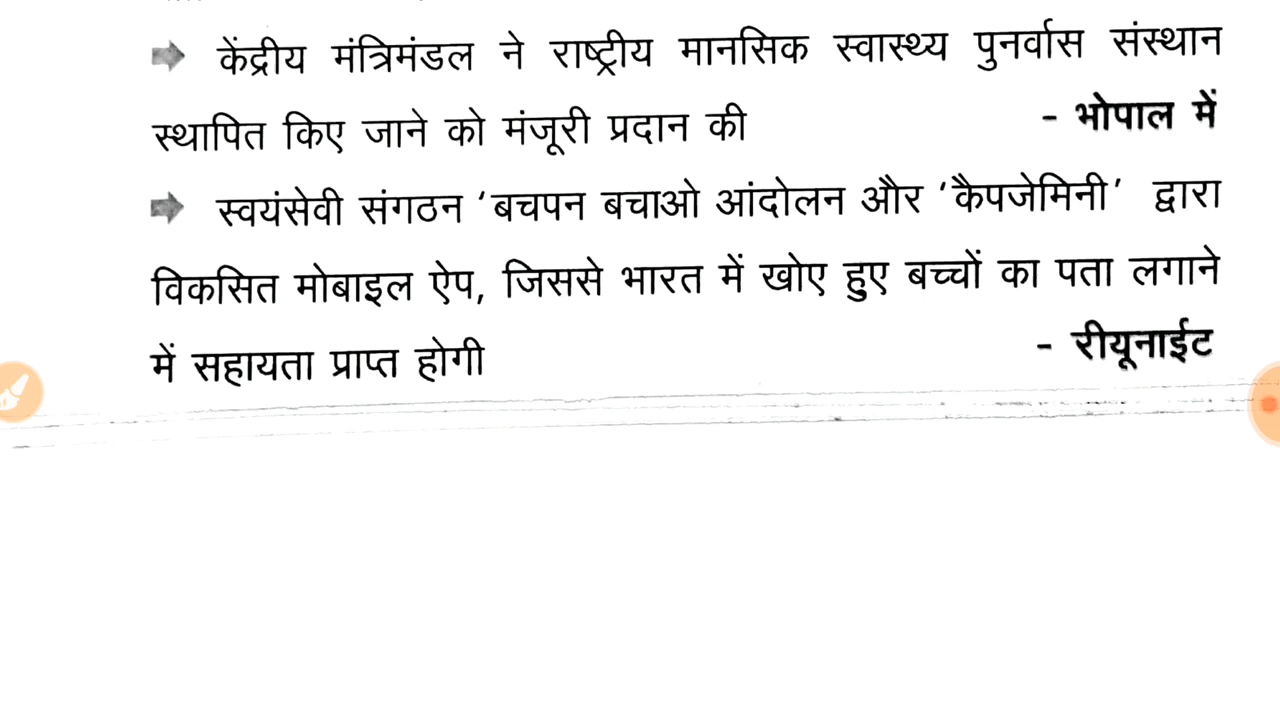 ➡ केंद्रीय मंत्रिमंडल ने राष्ट्रीय मानसिक स्वास्थ्य पुनर्वास संस्थान
स्थापित किए जाने को मंजूरी प्रदान की - भोपाल में
➡ स्वयंसेवी संगठन ‘बचपन बचाओ आंदोलन और ‘कैपजेमिनी’ द्वारा
विकसित मोबाइल ऐप, जिससे भारत में खोए हुए बच्चों का पता लगाने
में सहायता प्राप्त होगी - रीयूनाईट